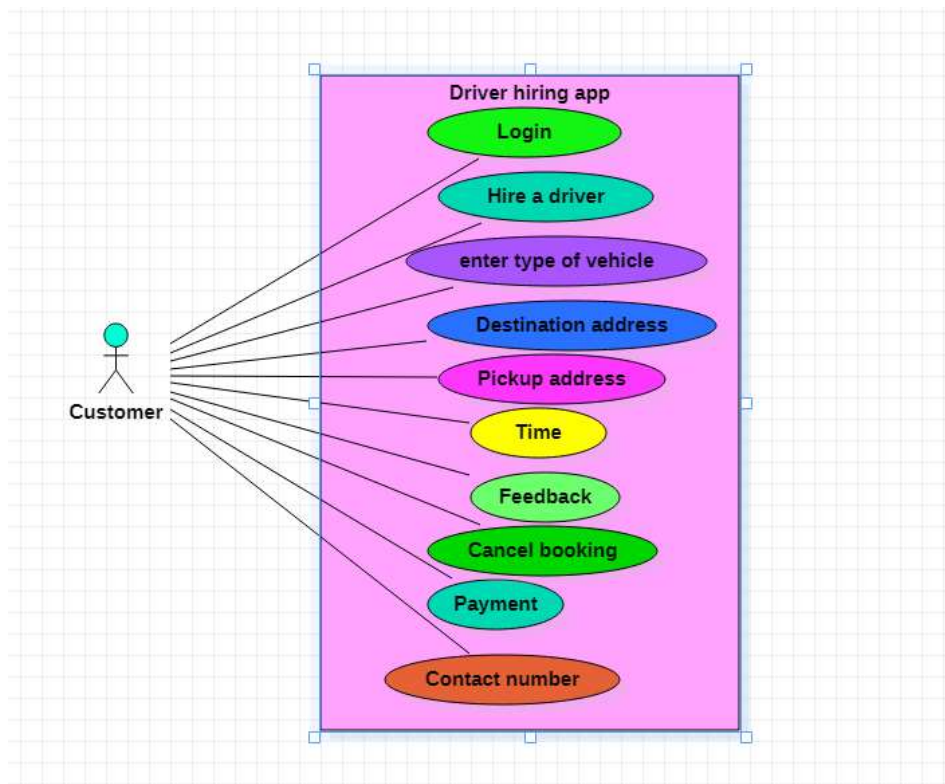 Driver hiring app
Login
Hire a driver
enter type of vehicle
Destination address
Pickup address
Customer
Time
Feedback
Cancel booking
Payment
Contact number